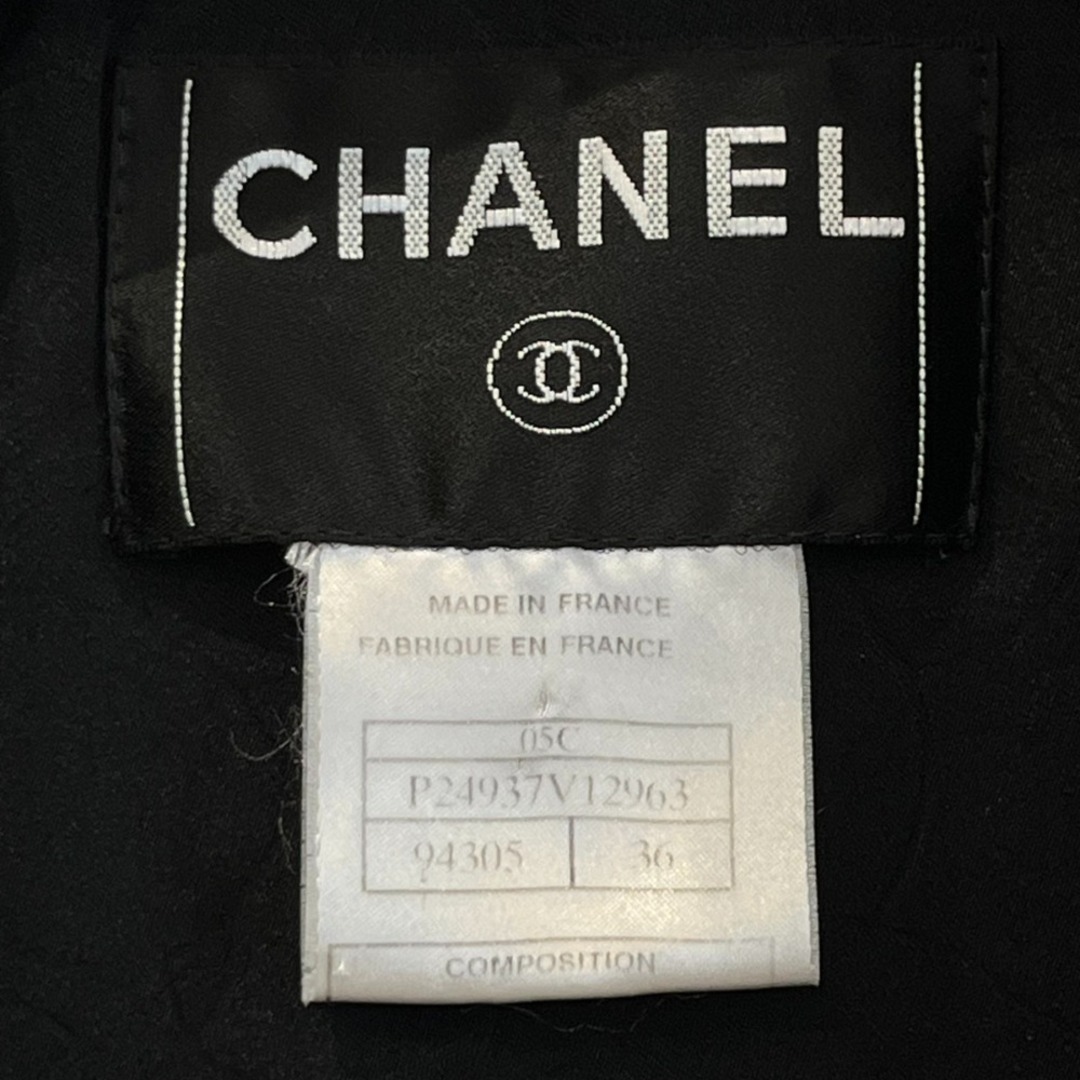 CHANEL
MADE IN FRANCE
FABRIQUE EN FRANCE
05C
P24937V12963
94305 36
COMPOSITION